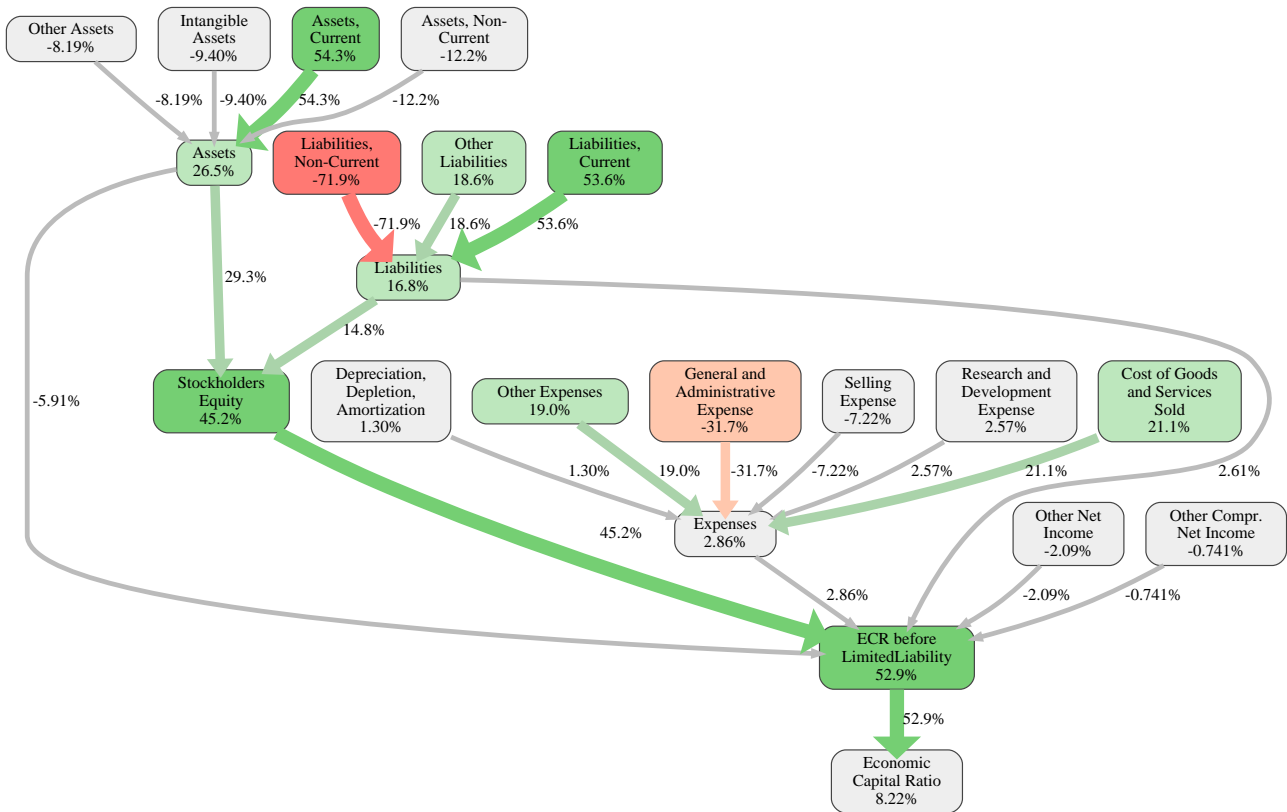 Other Assets
-8.19%
Intangible
Assets
-9.40%
Assets,
Current
54.3%
Assets, Non-
Current
-12.2%
-8.19%
-9.40%
54.3%
-12.2%
Assets
26.5%
Liabilities,
Non-Current
-71.9%
Other
Liabilities
18.6%
Liabilities,
Current
53.6%
-71.9%
18.6%
53.6%
29.3%
Liabilities
16.8%
14.8%
-5.91%
Stockholders
Equity
45.2%
Depreciation,
Depletion,
Amortization
1.30%
Other Expenses
19.0%
General and
Administrative
Expense
-31.7%
Selling
Expense
-7.22%
Research and
Development
Expense
2.57%
Cost of Goods
and Services
Sold
21.1%
1.30%
19.0%
-31.7%
-7.22%
2.57%
21.1%
2.61%
45.2%
Expenses
2.86%
Other Net
Income
-2.09%
Other Compr.
Net Income
-0.741%
2.86%
-2.09%
-0.741%
ECR before
LimitedLiability
52.9%
52.9%
Economic
Capital Ratio
8.22%